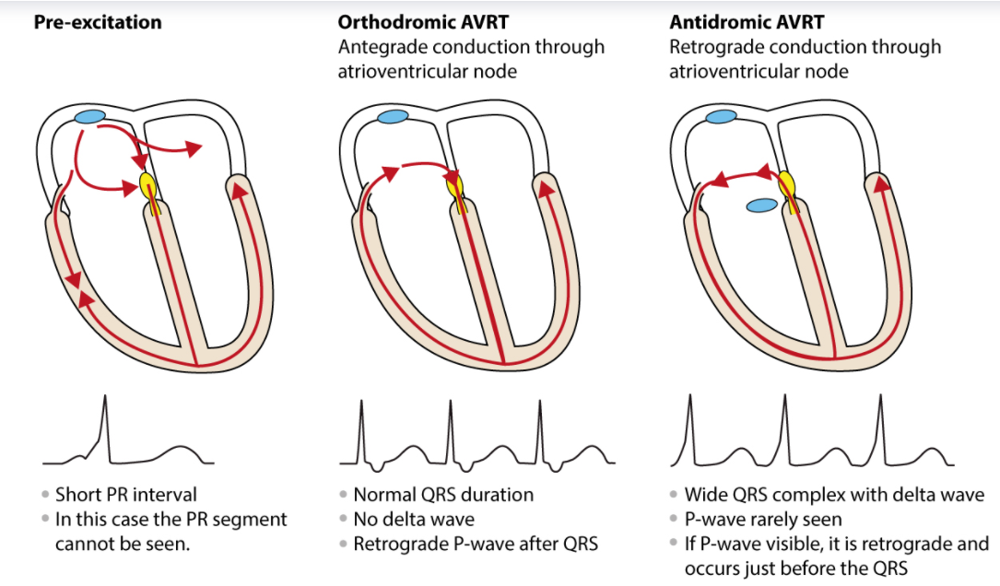 Pre-excitation
Orthodromic AVRT
Antegrade conduction through
atrioventricular node
Antidromic AVRT
Retrograde conduction through
atrioventricular node
• Short PR interval
• In this case the PR segment
cannot be seen.
• Normal QRS duration
• No delta wave
• Retrograde P-wave after QRS
• Wide QRS complex with delta wave
• P-wave rarely seen
• If P-wave visible, it is retrograde and
occurs just before the QRS